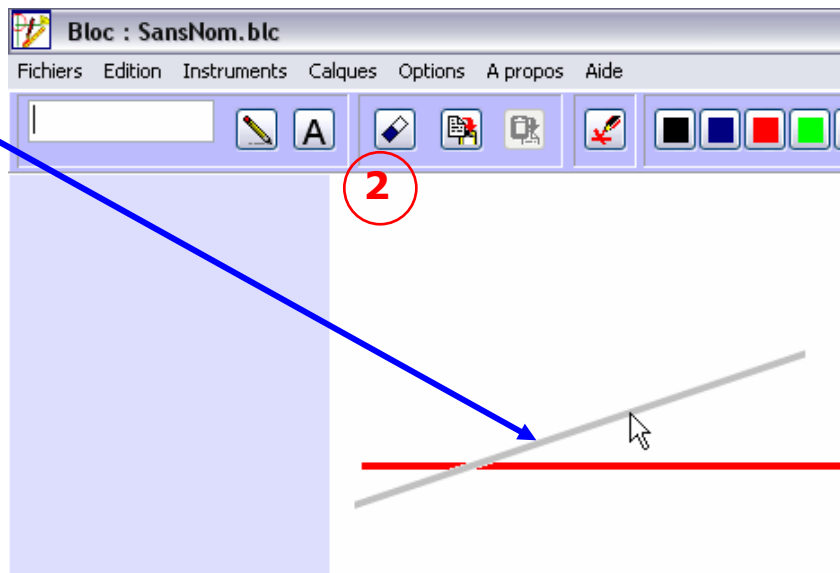 Bloc : SansNom.blc
Fichiers Edition Instruments Calques Options A propos Aide
A
2